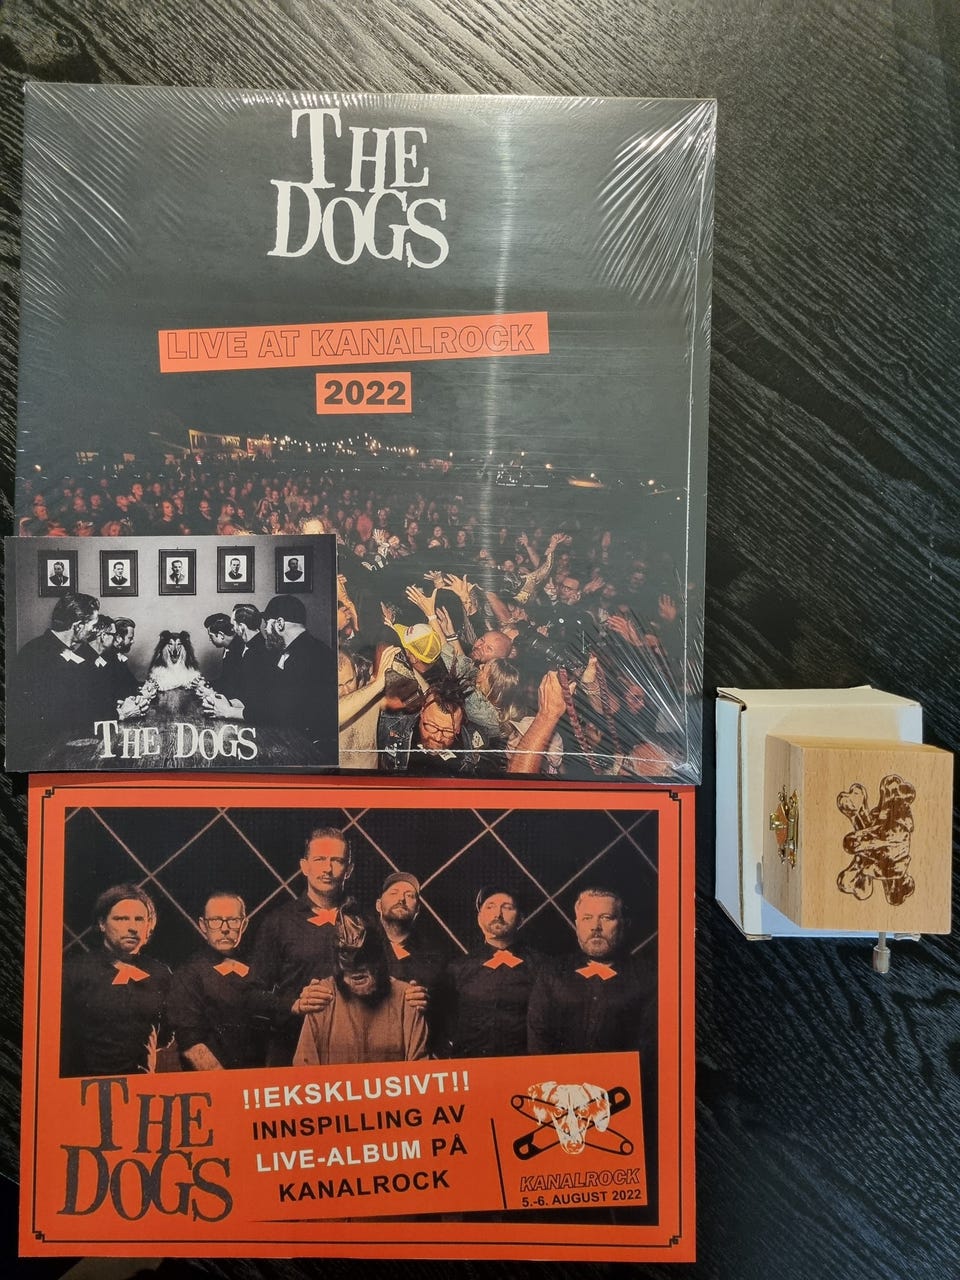 THE
DOGS
LIVE AT KANALROCK
2022
THE DOGS
THE
DOGS
!!EKSKLUSIVT!!
INNSPILLING AV
LIVE-ALBUM PÅ
KANALROCK
KANALROCK
5.-6. AUGUST 2022